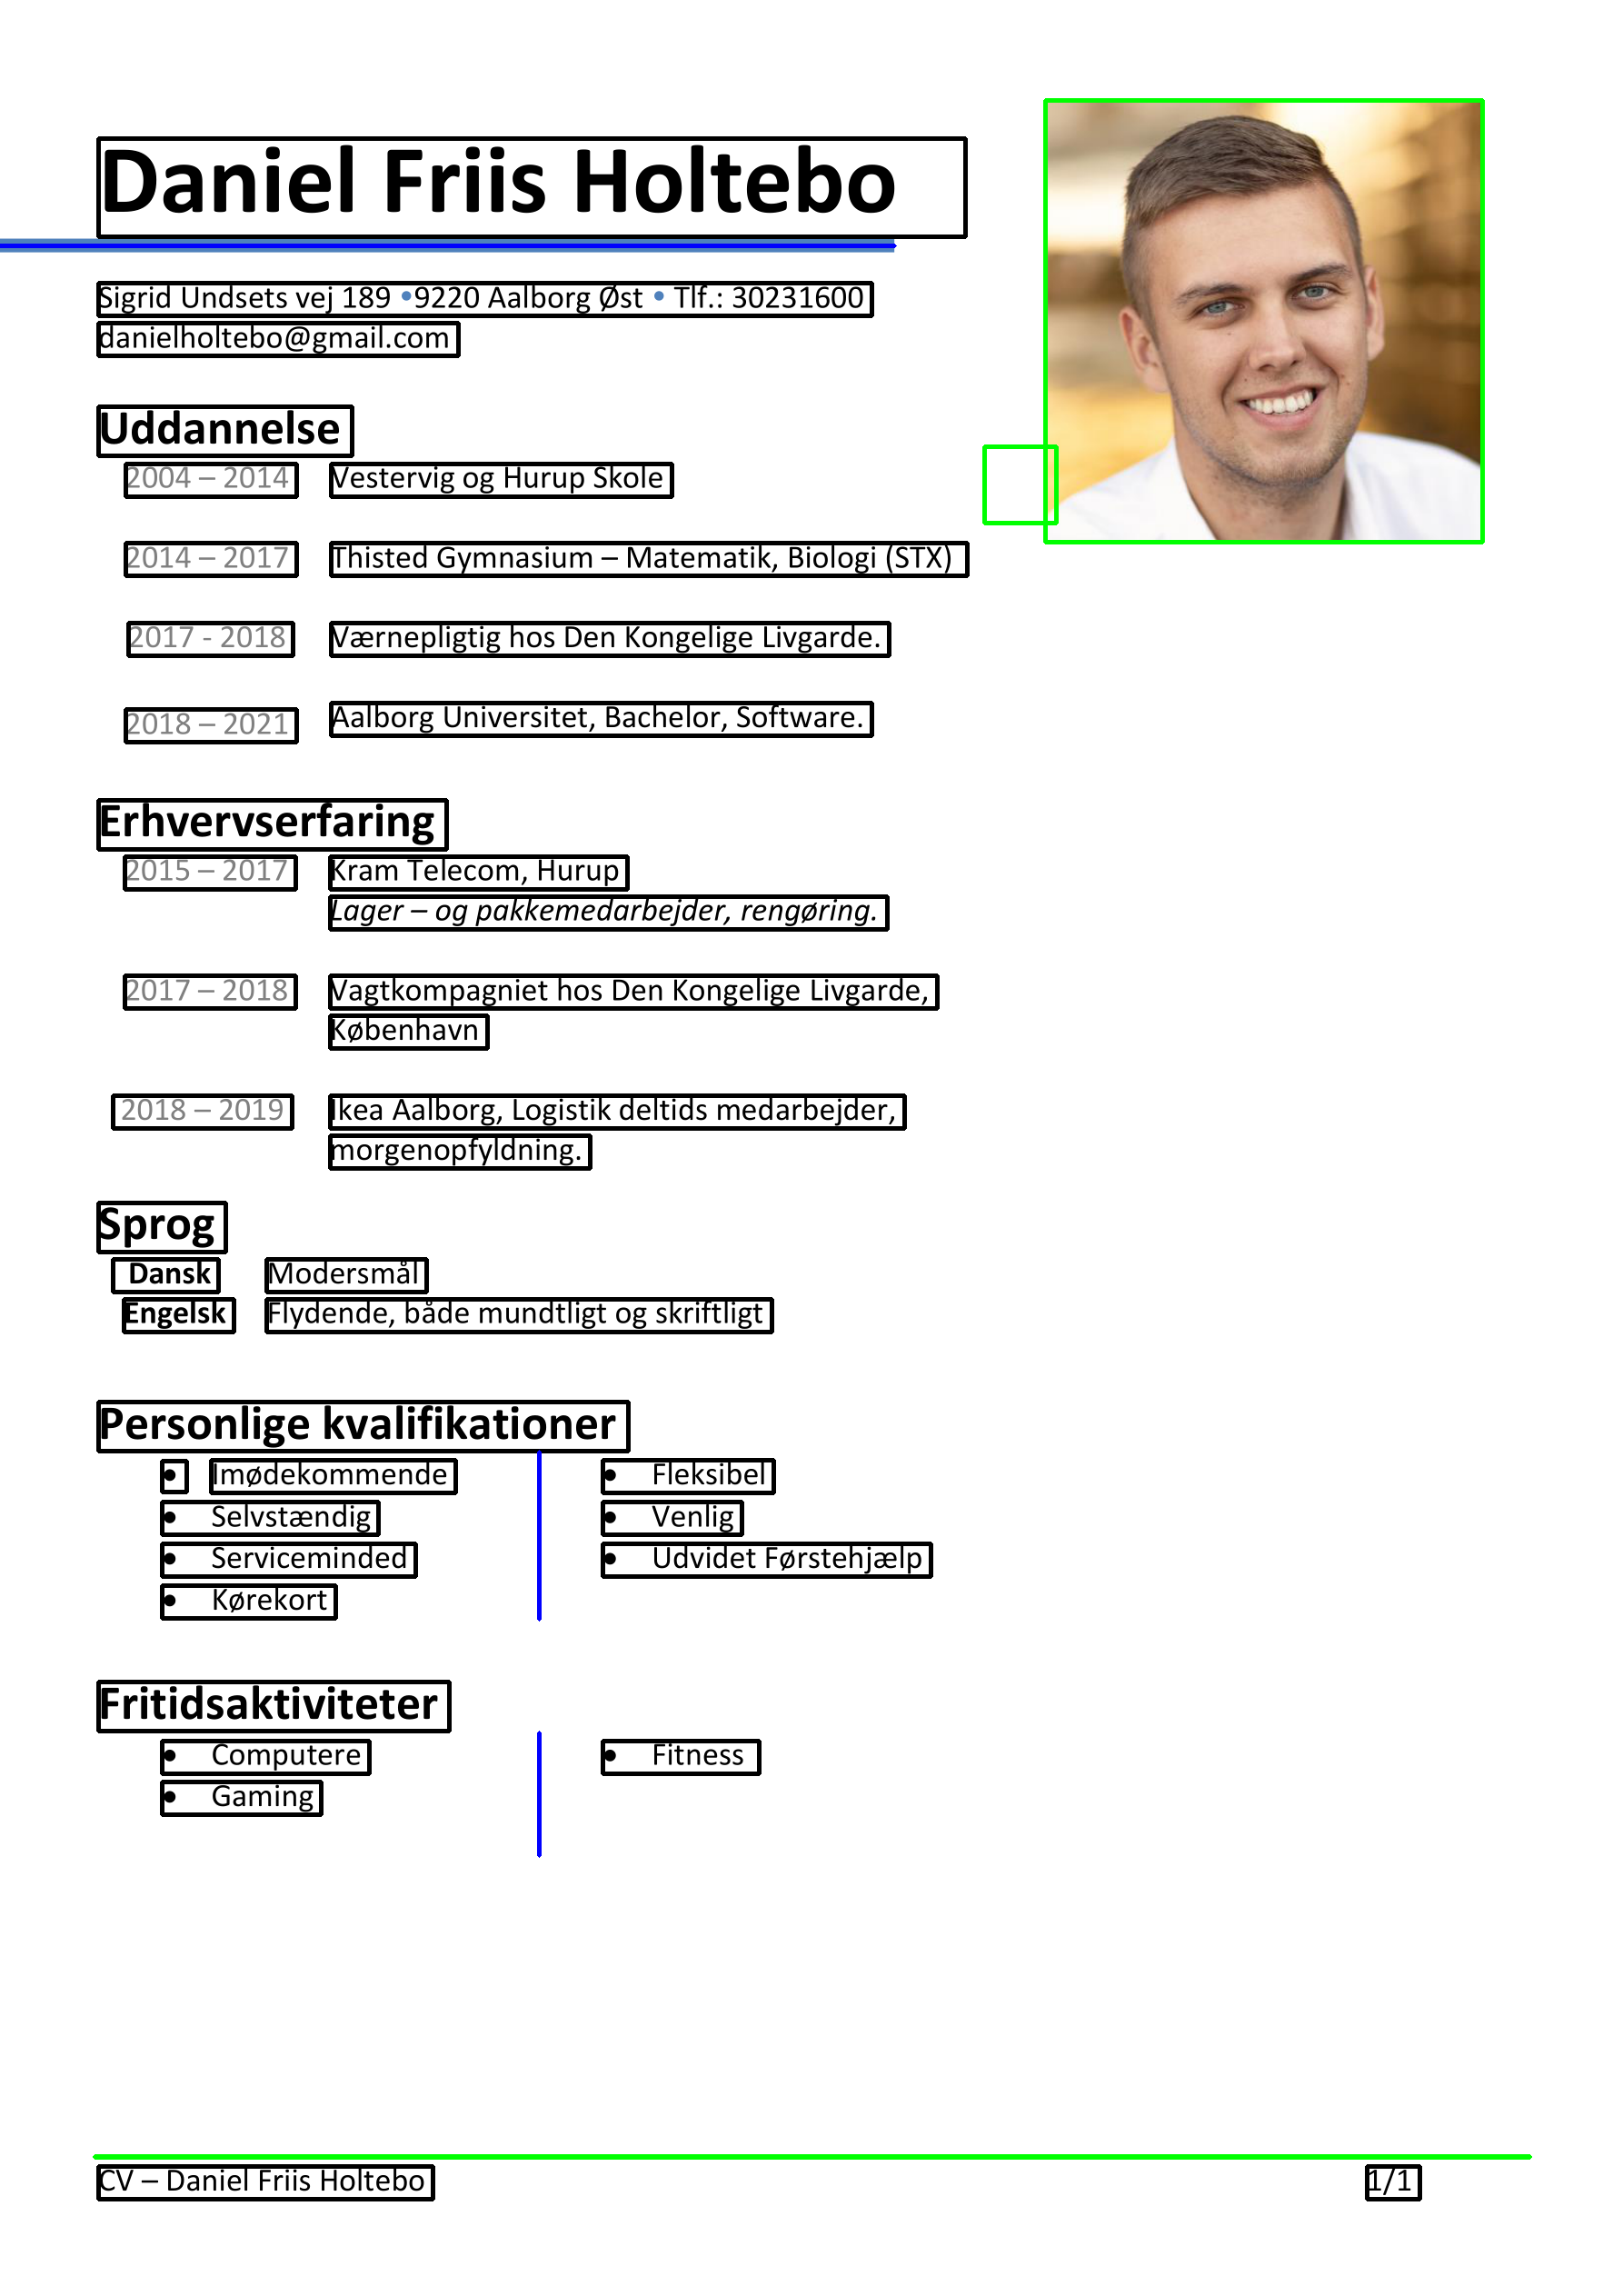 Daniel Friis Holtebo
Sigrid Undsets vej 189 •9220 Aalborg Øst • Tlf.: 30231600
danielholtebo@gmail.com
Uddannelse
2004 – 2014 Vestervig og Hurup Skole
2014 – 2017 Thisted Gymnasium – Matematik, Biologi (STX)
2017 - 2018 Værnepligtig hos Den Kongelige Livgarde.
2018 – 2021 Aalborg Universitet, Bachelor, Software.
Erhvervserfaring
2015 – 2017 Kram Telecom, Hurup
Lager – og pakkemedarbejder, rengøring.
2017 – 2018 Vagtkompagniet hos Den Kongelige Livgarde,
København
2018 – 2019 Ikea Aalborg, Logistik deltids medarbejder,
morgenopfyldning.
Sprog
Dansk Modersmål
Engelsk Flydende, både mundtligt og skriftligt
Personlige kvalifikationer
• Imødekommende
• Selvstændig
• Serviceminded
• Kørekort
• Fleksibel
• Venlig
• Udvidet Førstehjælp
Fritidsaktiviteter
• Computere
• Gaming
• Fitness
CV – Daniel Friis Holtebo 1/1